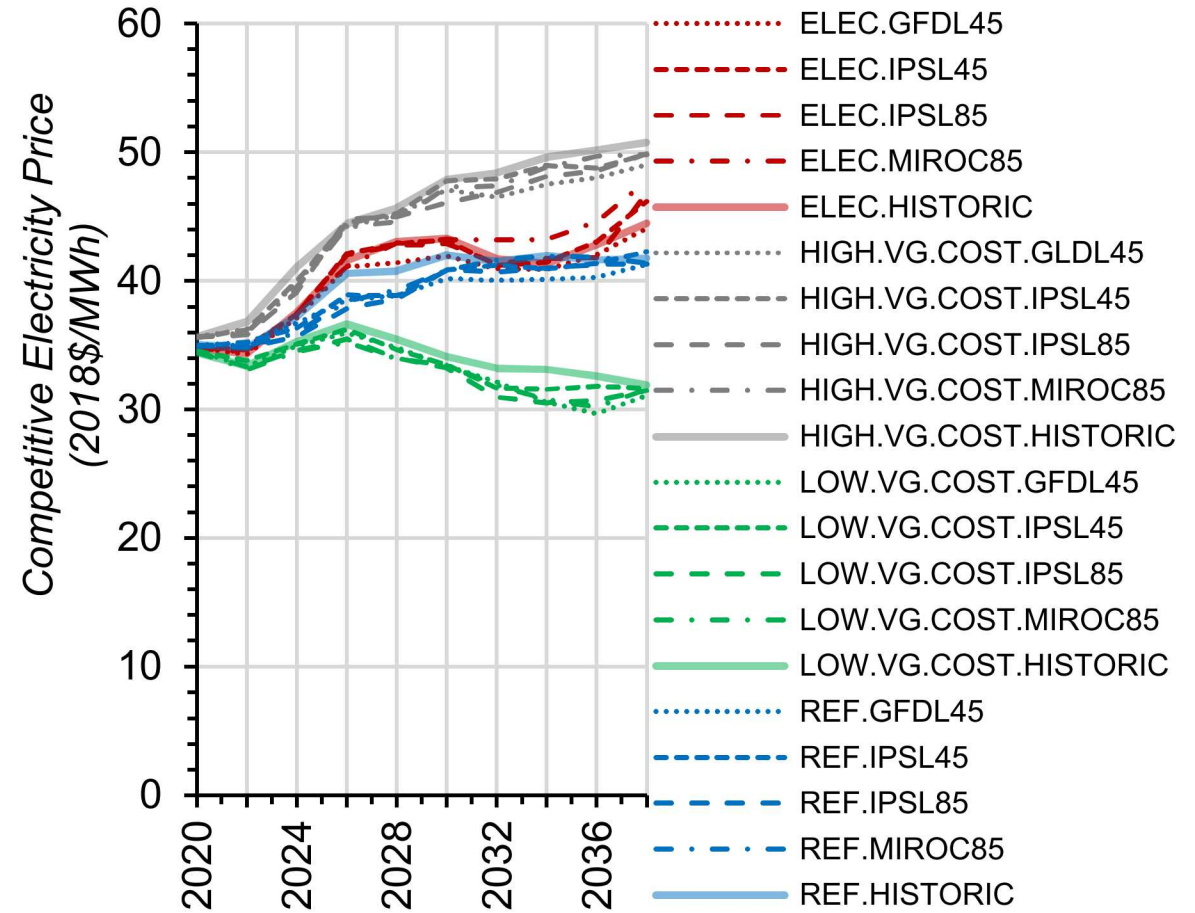 Competitive Electricity Price
(2018$/MWh)
60
50
40
30
20
10
0
2020
2024
2028
2032
2036
ELEC.GFDL45
ELEC.IPSL45
ELEC.IPSL85
ELEC.MIROC85
ELEC.HISTORIC
HIGH.VG.COST.GLDL45
HIGH.VG.COST.IPSL45
HIGH.VG.COST.IPSL85
HIGH.VG.COST.MIROC85
HIGH.VG.COST.HISTORIC
LOW.VG.COST.GFDL45
LOW.VG.COST.IPSL45
LOW.VG.COST.IPSL85
LOW.VG.COST.MIROC85
LOW.VG.COST.HISTORIC
REF.GFDL45
REF.IPSL45
REF.IPSL85
REF.MIROC85
REF.HISTORIC